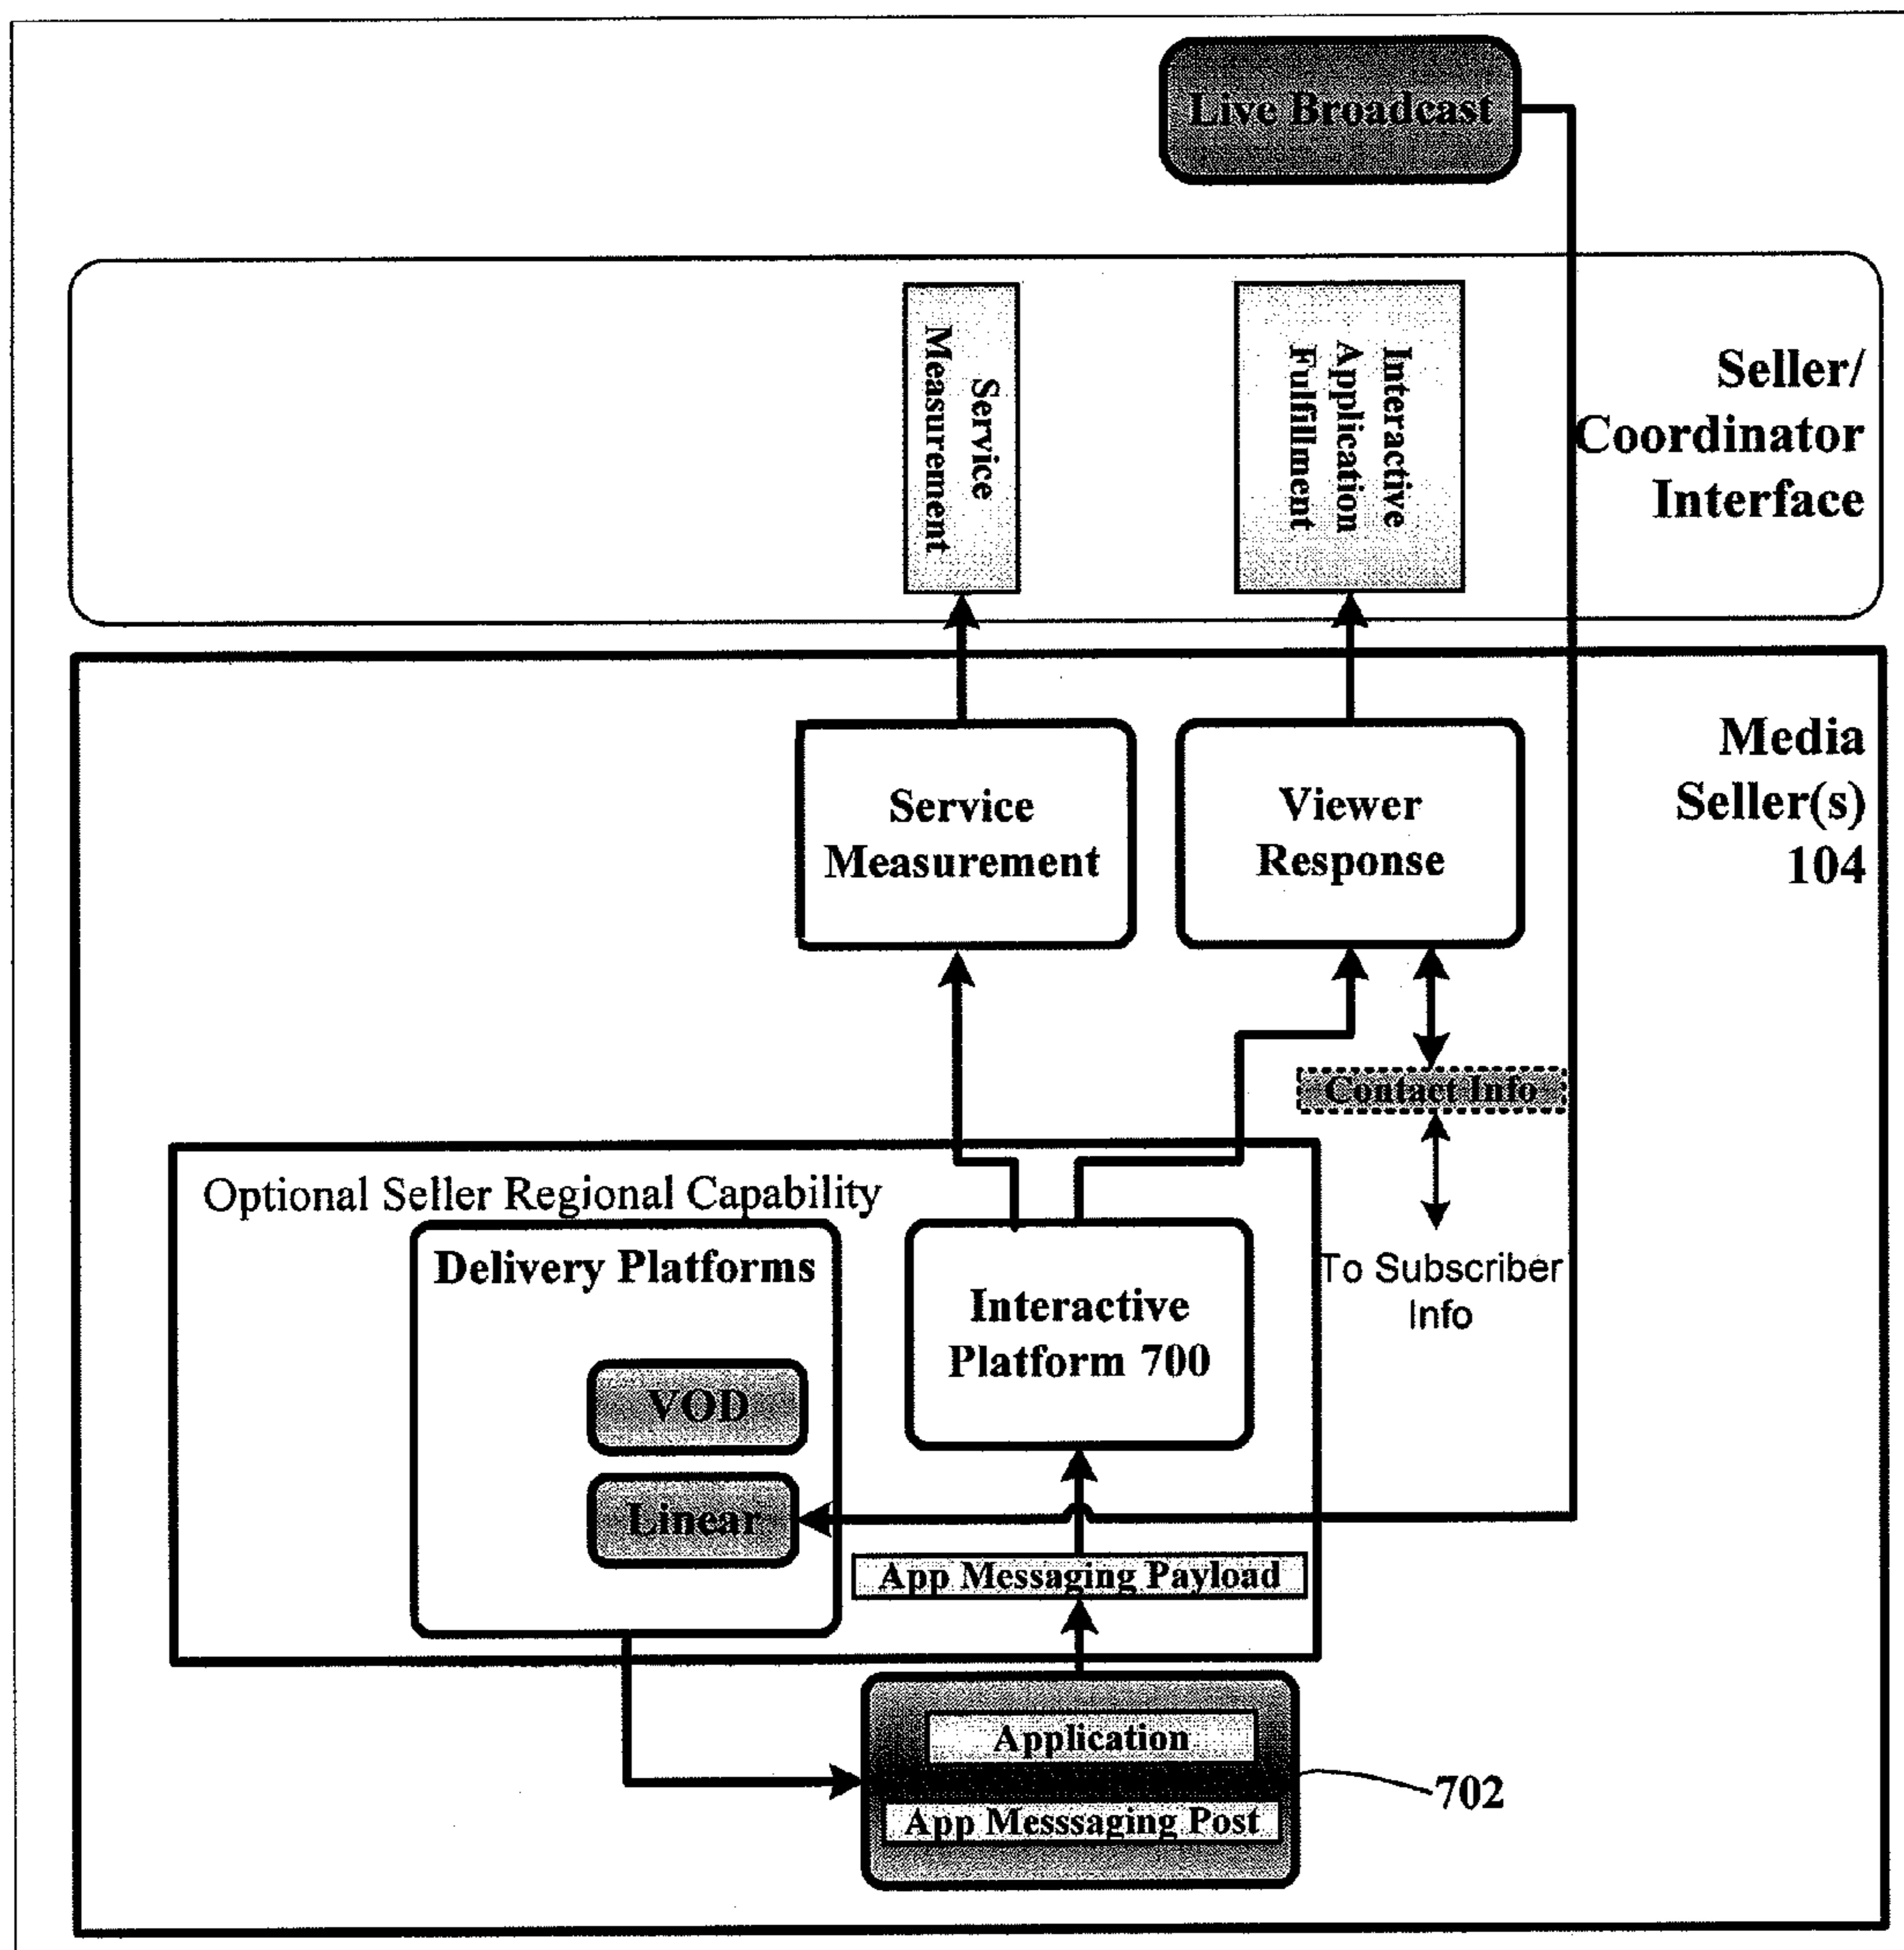 Live Broadcast
Service
Measurement
Interactive
Application
Fulfillment
Seller/
Coordinator
Interface
Media
Seller(s)
104
Service
Measurement
Viewer
Response
Contact Info
Optional Seller Regional Capability
Delivery Platforms
Interactive
Platform 700
To Subscriber
Info
VOD
Linear
App Messaging Payload
Application
702
App Messsaging Post